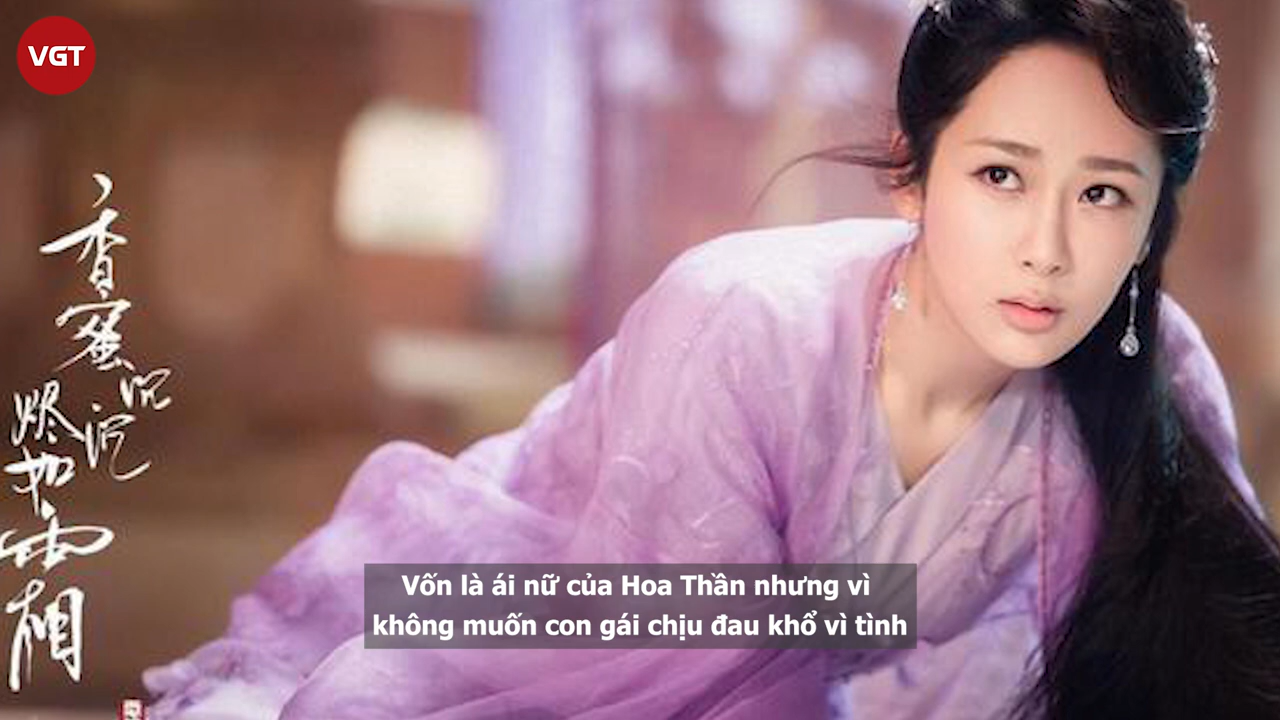 VGT
香蜜
沉沉
烬如
霜
Vốn là ái nữ của Hoa Thần nhưng vì
không muốn con gái chịu đau khổ vì tình